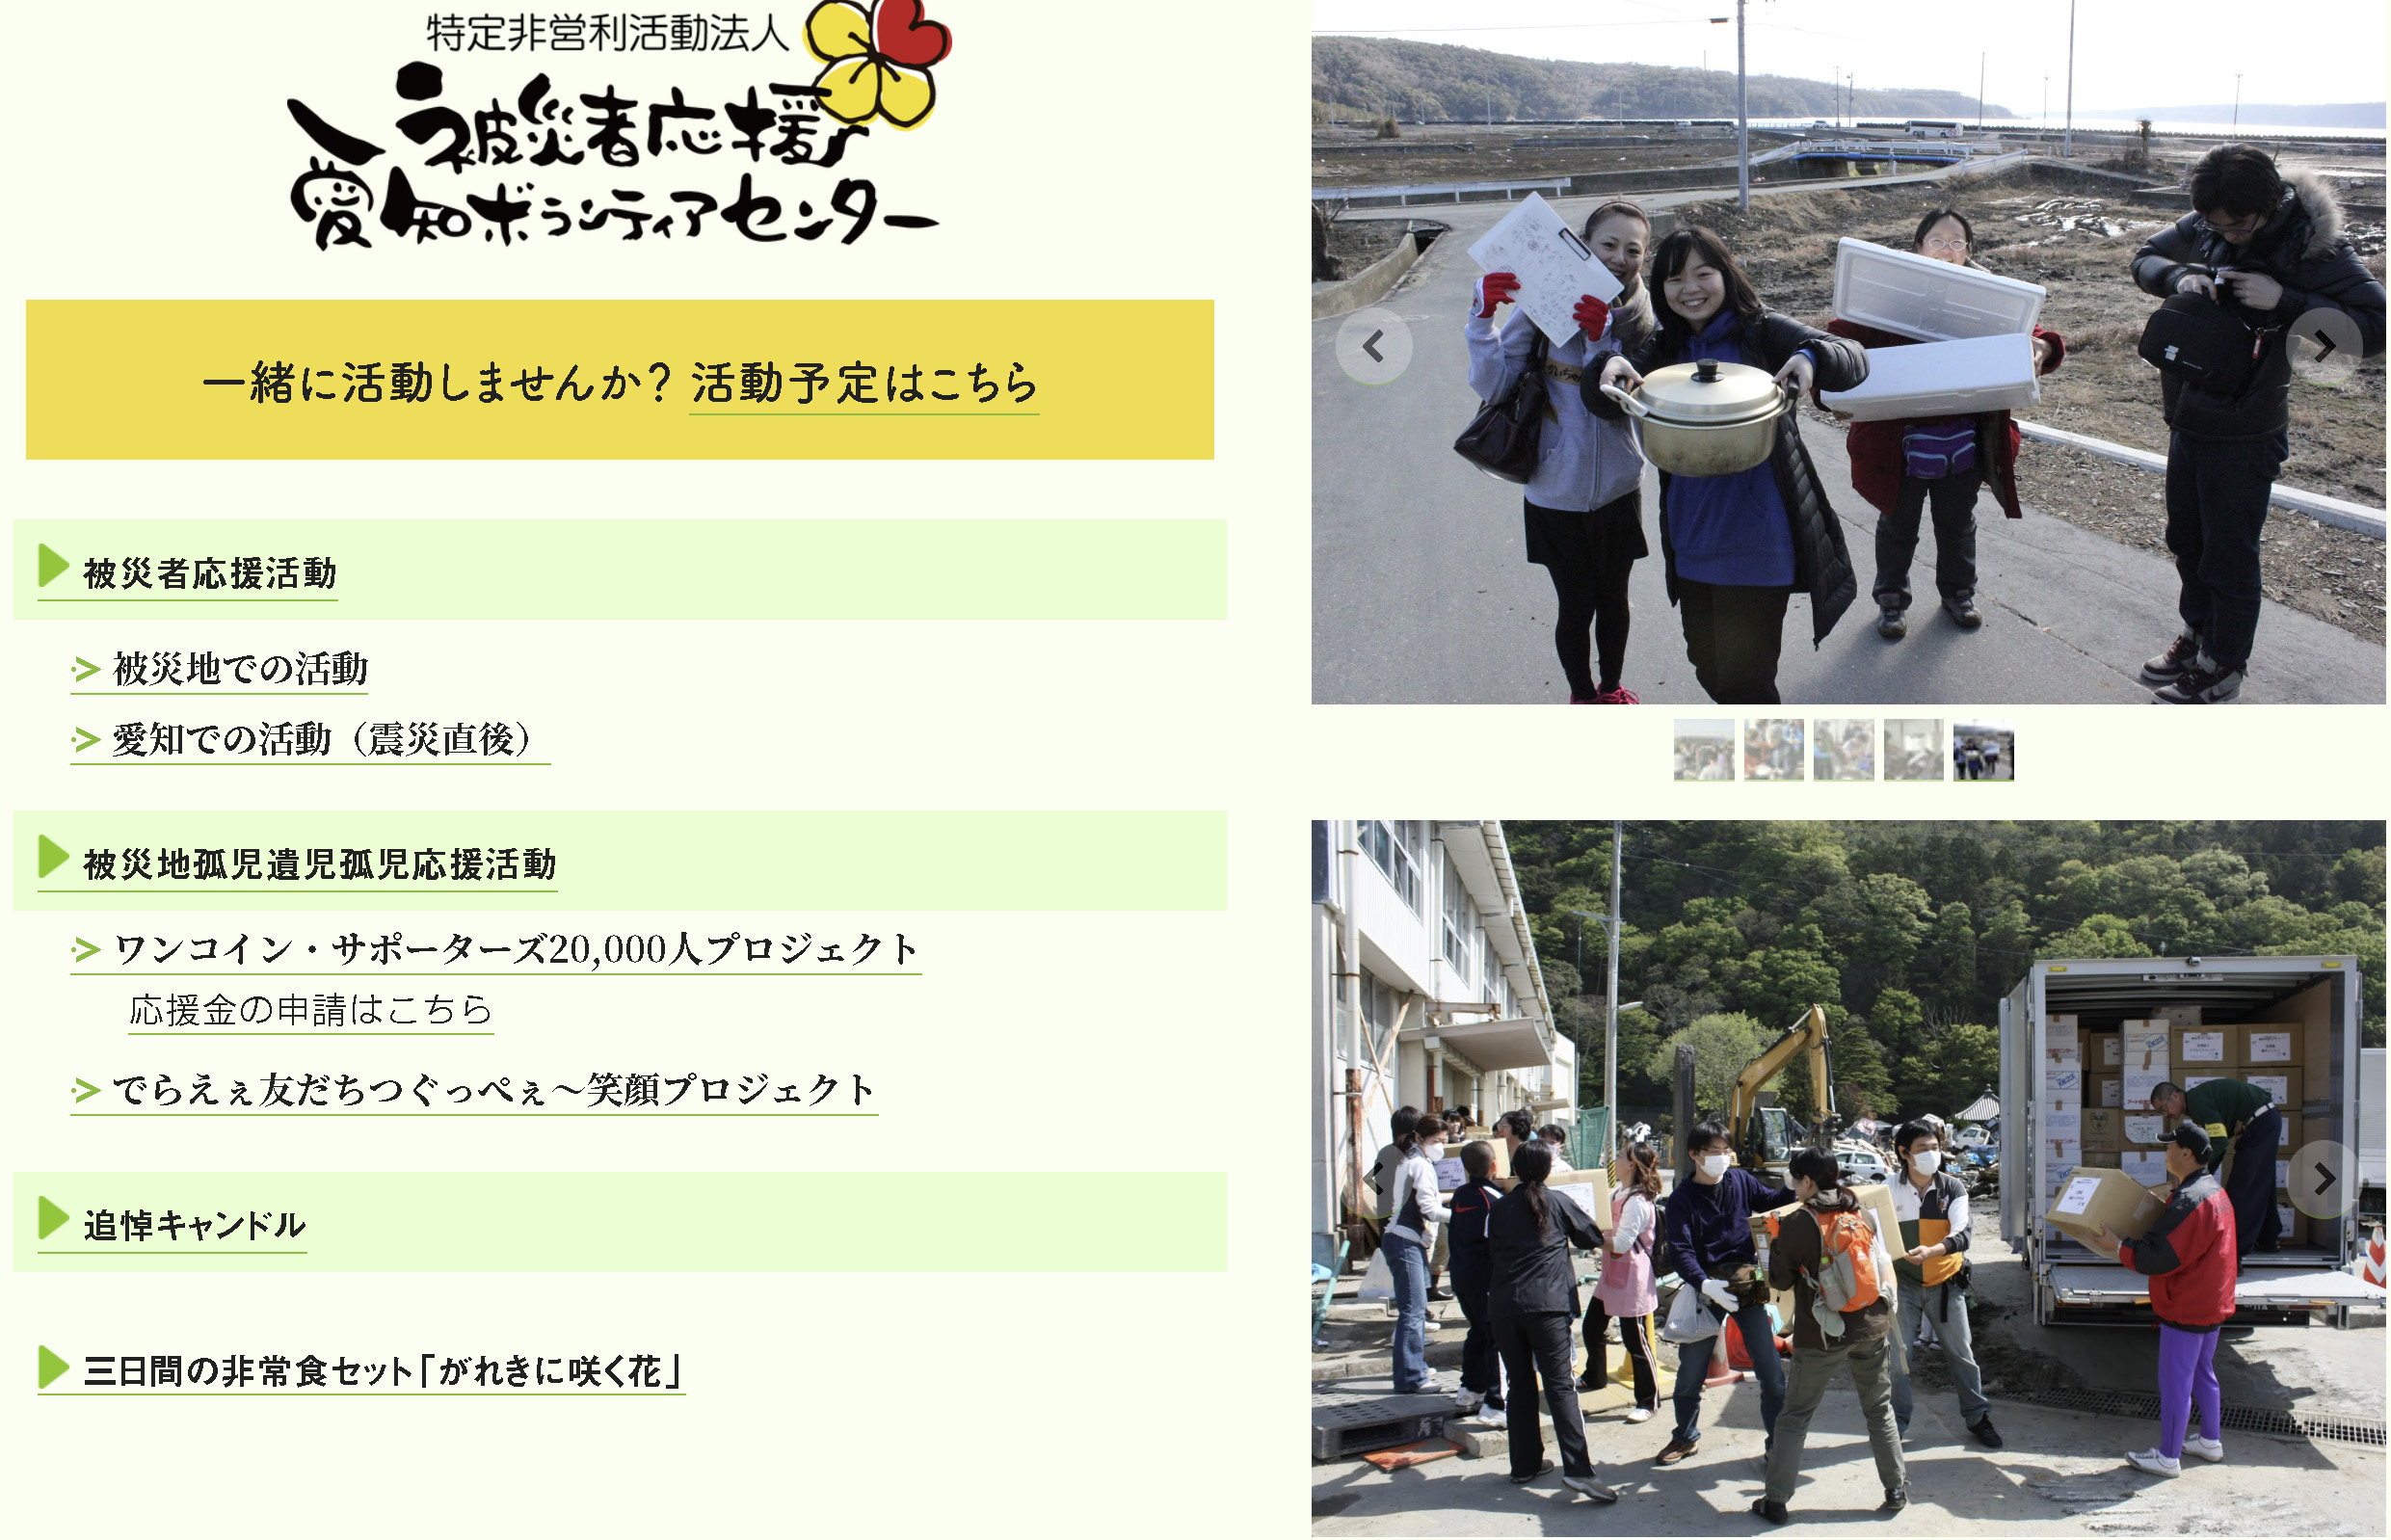 特定非営利活動法人
被災者応援
愛知ボランティアセンター
一緒に活動しませんか？ 活動予定はこちら
被災者応援活動
被災地での活動
愛知での活動（震災直後）
被災地孤児遺児孤児応援活動
ワンコイン・サポーターズ20,000人プロジェクト
応援金の申請はこちら
でらえぇ友だちつぐっぺぇ～笑顔プロジェクト
追悼キャンドル
三日間の非常食セット「がれきに咲く花」